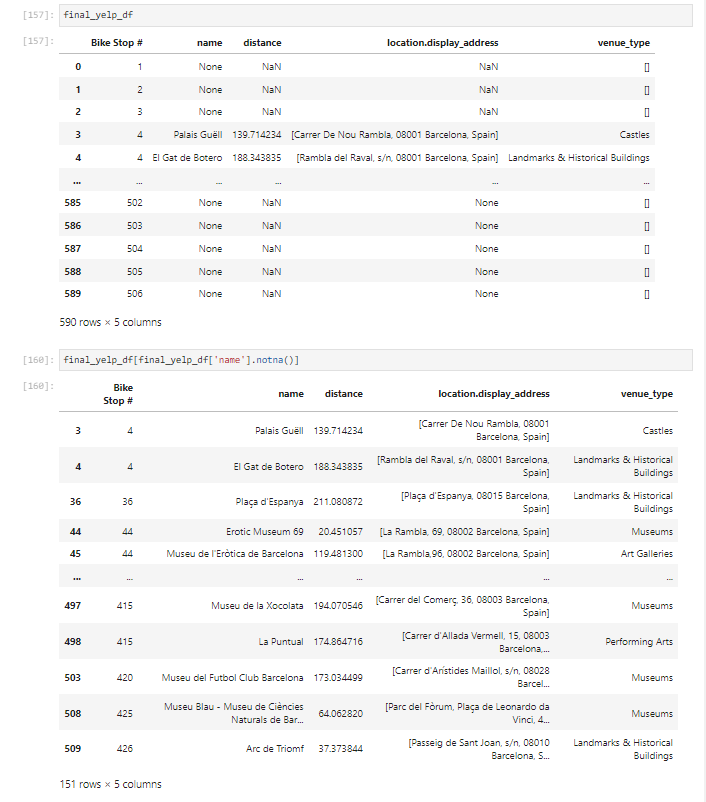 [157]: final_yelp_df
[157]: Bike Stop # name distance location.display_address venue_type
0 1 None NaN NaN []
1 2 None NaN NaN []
2 3 None NaN NaN []
3 4 Palais Guëll 139.714234 [Carrer De Nou Rambla, 08001 Barcelona, Spain] Castles
4 4 El Gat de Botero 188.343835 [Rambla del Raval, s/n, 08001 Barcelona, Spain] Landmarks & Historical Buildings
... ... ... ... ... ...
585 502 None NaN None []
586 503 None NaN None []
587 504 None NaN None []
588 505 None NaN None []
589 506 None NaN None []
590 rows × 5 columns
[160]: final_yelp_df[final_yelp_df['name'].notna()]
[160]: Bike
Stop # name distance location.display_address venue_type
3 4 Palais Guëll 139.714234 [Carrer De Nou Rambla, 08001
Barcelona, Spain] Castles
4 4 El Gat de Botero 188.343835 [Rambla del Raval, s/n, 08001 Barcelona, Landmarks & Historical
Spain] Buildings
36 36 Plaça d'Espanya 211.080872 [Plaça d'Espanya, 08015 Barcelona, Landmarks & Historical
Spain] Buildings
44 44 Erotic Museum 69 20.451057 [La Rambla, 69, 08002 Barcelona, Spain] Museums
45 44 Museu de l'Eròtica de Barcelona 119.481300 [La Rambla,96, 08002 Barcelona, Spain] Art Galleries
... ... ... ... ... ...
497 415 Museu de la Xocolata 194.070546 [Carrer del Comerç, 36, 08003 Barcelona,
Spain] Museums
498 415 La Puntual 174.864716 [Carrer d'Allada Vermell, 15, 08003
Barcelona,... Performing Arts
503 420 Museu del Futbol Club Barcelona 173.034499 [Carrer d'Arístides Maillol, s/n, 08028
Barcel... Museums
508 425 Museu Blau - Museu de Ciències 64.062820 [Parc del Fòrum, Plaça de Leonardo da
Naturals de Bar... Vinci, 4... Museums
509 426 Arc de Triomf 37.373844 [Passeig de Sant Joan, s/n, 08010 Landmarks & Historical
Barcelona, S... Buildings
151 rows × 5 columns